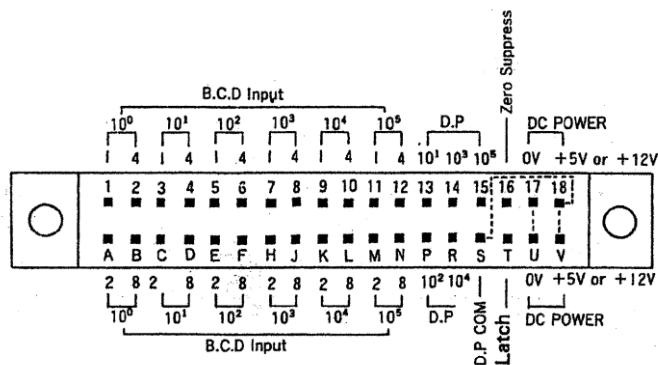 Zero Suppress
B.C.D Input
10⁰ 10¹ 10² 10³ 10⁴ 10⁵ D.P DC POWER
1 4 1 4 1 4 1 4 1 4 1 4 10¹ 10³ 10⁵ 0V +5V or +12V
1 2 3 4 5 6 7 8 9 10 11 12 13 14 15 16 17 18
A B C D E F H J K L M N P R S T U V
2 8 2 8 2 8 2 8 2 8 2 8 10² 10⁴ 0V +5V or +12V
10⁰ 10¹ 10² 10³ 10⁴ 10⁵ D.P DC POWER
B.C.D Input
D.P COM
Latch